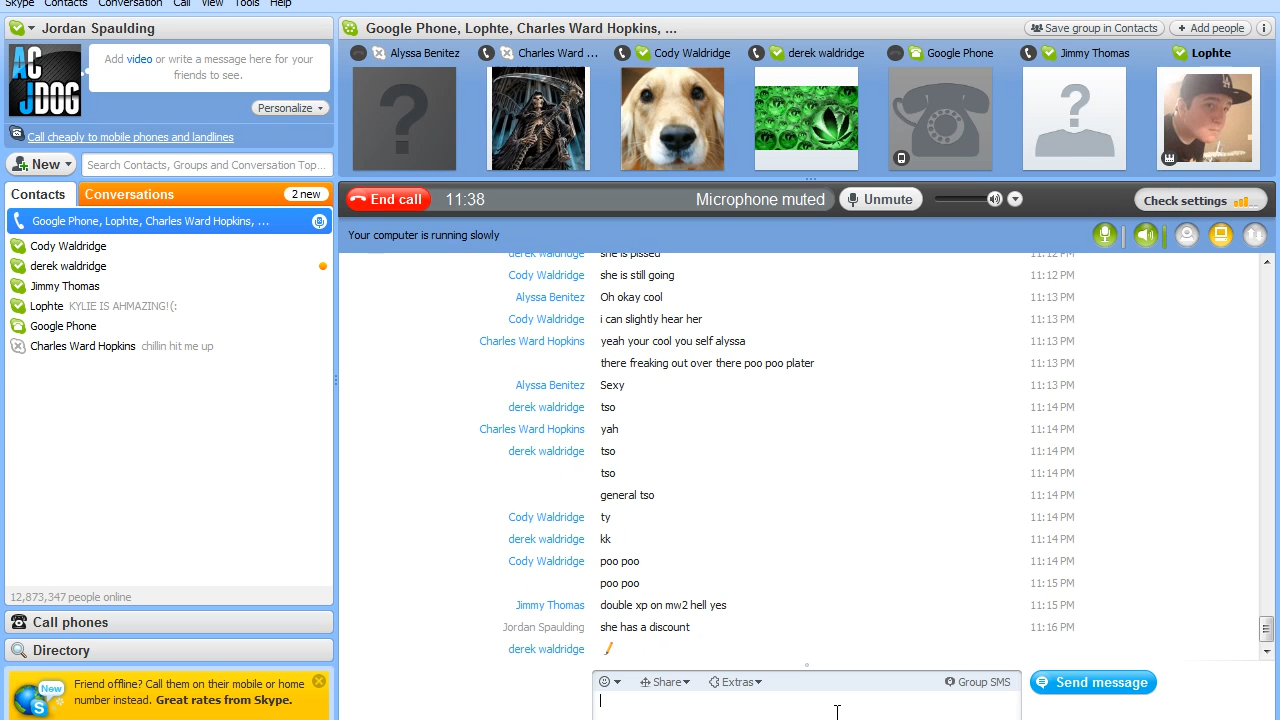 Skype Contacts Conversation Call View Tools Help
Jordan Spaulding
AC
JDOG
Add video or write a message here for your
friends to see.
Personalize
Call cheaply to mobile phones and landlines
New
Search Contacts, Groups and Conversation Top...
Contacts
Conversations
2 new
Google Phone, Lophte, Charles Ward Hopkins, ...
Cody Waldridge
derek waldridge
Jimmy Thomas
Lophte KYLIE IS AHMAZING!(:
Google Phone
Charles Ward Hopkins chillin hit me up
12,873,347 people online
Call phones
Directory
New
Friend offline? Call them on their mobile or home
number instead. Great rates from Skype.
Google Phone, Lophte, Charles Ward Hopkins, ...
Save group in Contacts
+ Add people
Alyssa Benitez
Charles Ward ...
Cody Waldridge
derek waldridge
Google Phone
Jimmy Thomas
Lophte
End call 11:38 Microphone muted Unmute Check settings
Your computer is running slowly
derek waldridge she is pissed 11:12 PM
Cody Waldridge she is still going 11:12 PM
Alyssa Benitez Oh okay cool 11:13 PM
Cody Waldridge i can slightly hear her 11:13 PM
Charles Ward Hopkins yeah your cool you self alyssa 11:13 PM
there freaking out over there poo poo plater 11:13 PM
Alyssa Benitez Sexy 11:13 PM
derek waldridge tso 11:14 PM
Charles Ward Hopkins yah 11:14 PM
derek waldridge tso 11:14 PM
tso 11:14 PM
general tso 11:14 PM
Cody Waldridge ty 11:14 PM
derek waldridge kk 11:14 PM
Cody Waldridge poo poo 11:14 PM
poo poo 11:15 PM
Jimmy Thomas double xp on mw2 hell yes 11:15 PM
Jordan Spaulding she has a discount 11:16 PM
derek waldridge
Share Extras Group SMS
Send message